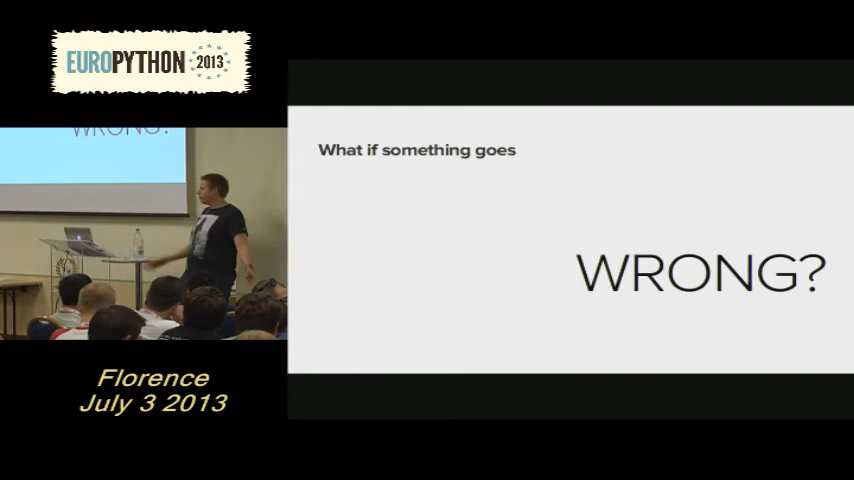 EUROPYTHON 2013
What if something goes
WRONG?
WRONG?
Florence
July 3 2013